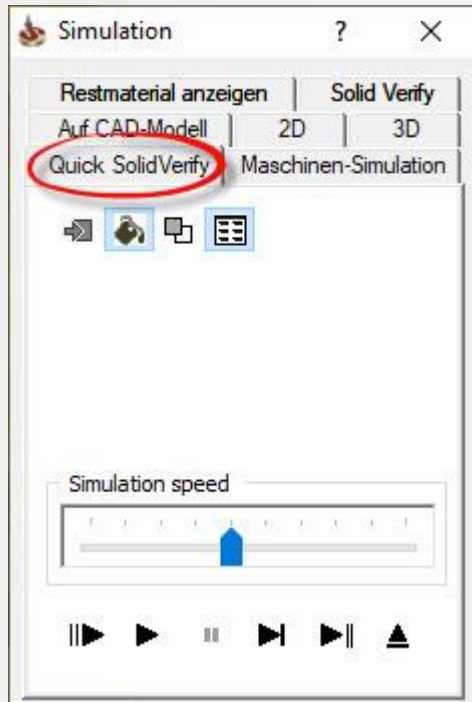 Simulation ?
Restmaterial anzeigen Solid Verify
Auf CAD-Modell 2D 3D
Quick SolidVerify Maschinen-Simulation
Simulation speed